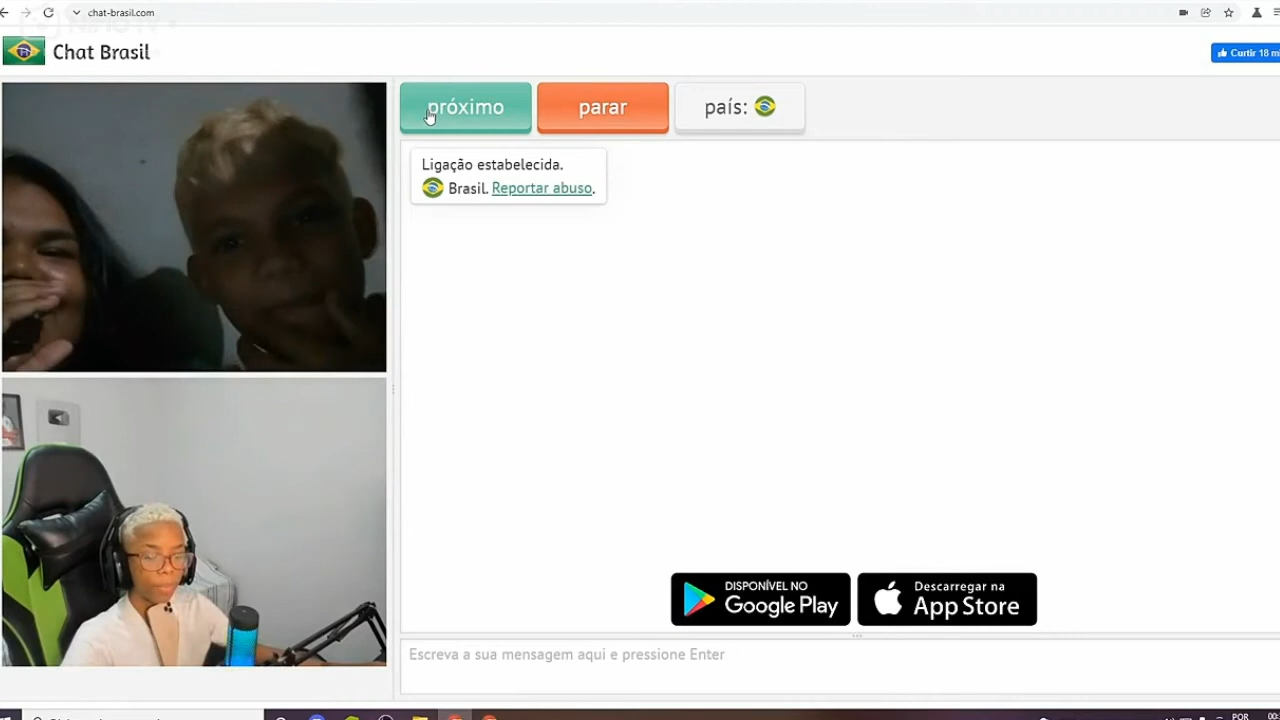 chat-brasil.com
Chat Brasil
Curtir 18 m
próximo
parar
país:
Ligação estabelecida.
Brasil. Reportar abuso.
DISPONÍVEL NO
Google Play
Descarregar na
App Store
Escreva a sua mensagem aqui e pressione Enter
POR